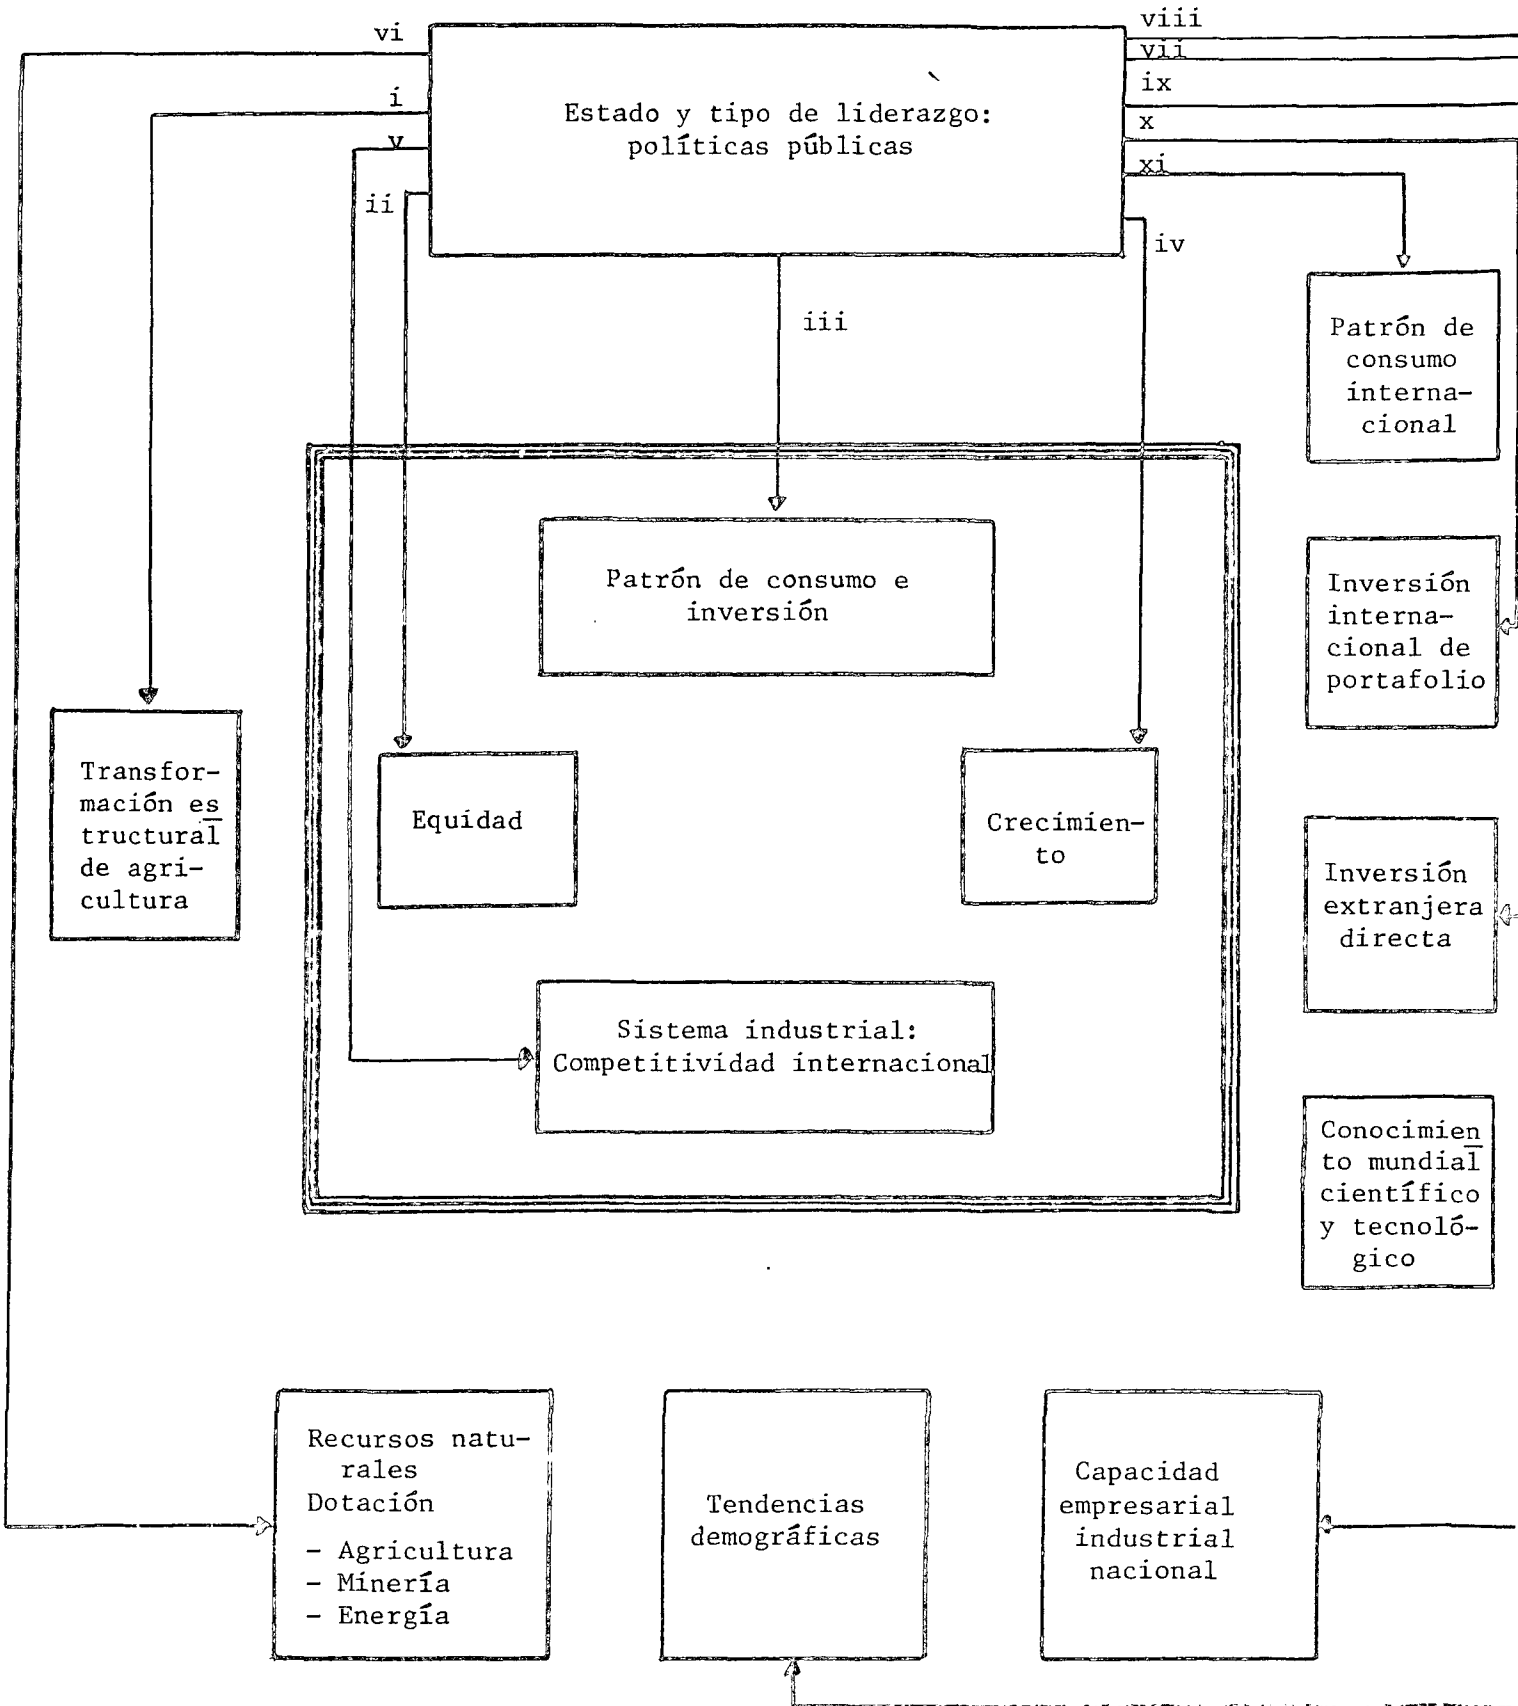 vi
viii
vii
i
ix
Estado y tipo de liderazgo:
políticas públicas
x
v
xi
ii
iv
iii
Patrón de
consumo
interna-
cional
Patrón de consumo e
inversión
Inversión
interna-
cional de
portafolio
Transfor-
mación es
tructural
de agri-
cultura
Equidad
Crecimien-
to
Inversión
extranjera
directa
Sistema industrial:
Competitividad internacional
Conocimien
to mundial
científico
y tecnoló-
gico
Recursos natu-
rales
Dotación
- Agricultura
- Minería
- Energía
Tendencias
demográficas
Capacidad
empresarial
industrial
nacional